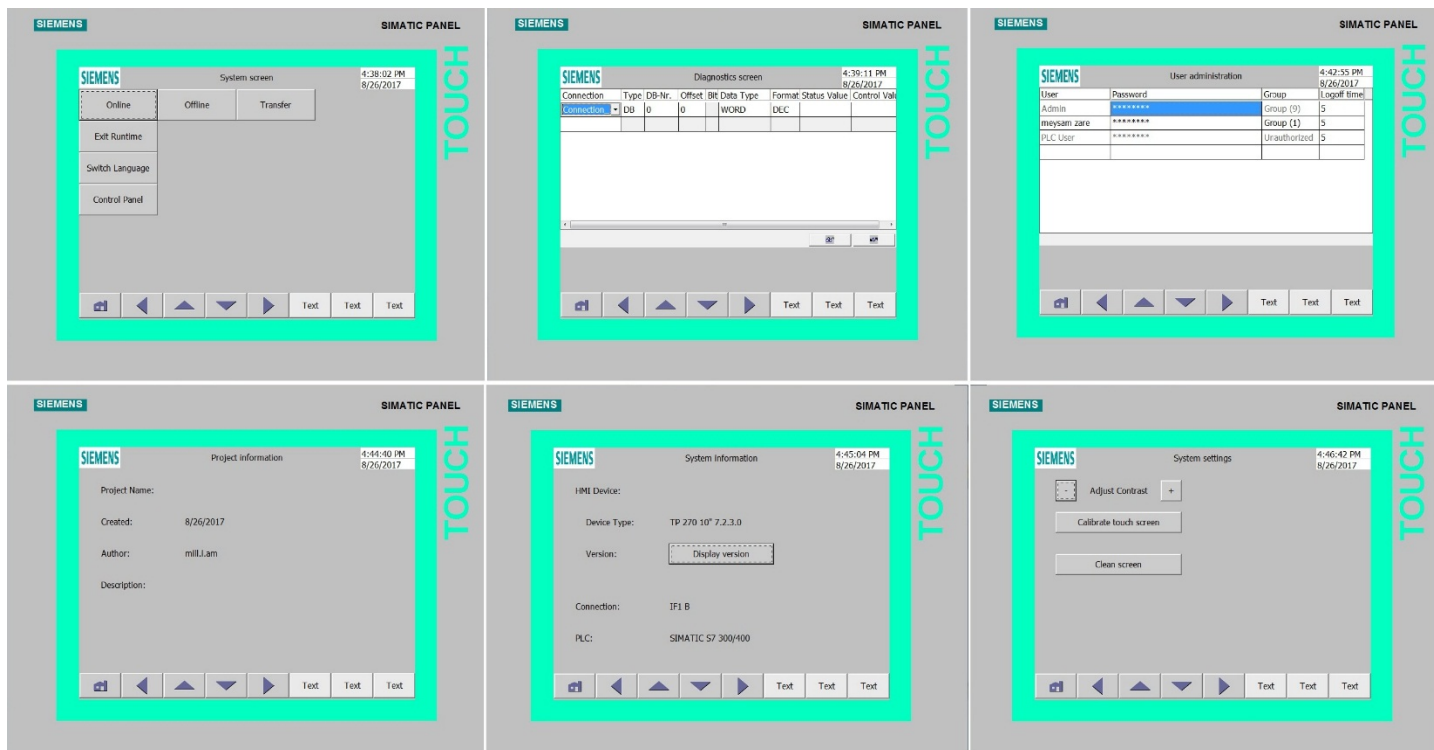 SIEMENS SIMATIC PANEL
TOUCH
SIEMENS System screen 4:38:02 PM
8/26/2017
Online Offline Transfer
Exit Runtime
Switch Language
Control Panel
Text Text Text
SIEMENS SIMATIC PANEL
TOUCH
SIEMENS Diagnostics screen 4:39:11 PM
8/26/2017
Connection Type DB-Nr. Offset Bit Data Type Format Status Value Control Valu
Connection DB 0 0 WORD DEC
Text Text Text
SIEMENS SIMATIC PANEL
TOUCH
SIEMENS User administration 4:42:55 PM
8/26/2017
User Password Group Logoff time
Admin ******** Group (9) 5
meysam zare ******** Group (1) 5
PLC User ******** Unauthorized 5
Text Text Text
SIEMENS SIMATIC PANEL
TOUCH
SIEMENS Project information 4:44:40 PM
8/26/2017
Project Name:
Created: 8/26/2017
Author: mill.i.am
Description:
Text Text Text
SIEMENS SIMATIC PANEL
TOUCH
SIEMENS System information 4:45:04 PM
8/26/2017
HMI Device:
Device Type: TP 270 10" 7.2.3.0
Version: Display version
Connection: IF1 B
PLC: SIMATIC S7 300/400
Text Text Text
SIEMENS SIMATIC PANEL
TOUCH
SIEMENS System settings 4:46:42 PM
8/26/2017
- Adjust Contrast +
Calibrate touch screen
Clean screen
Text Text Text